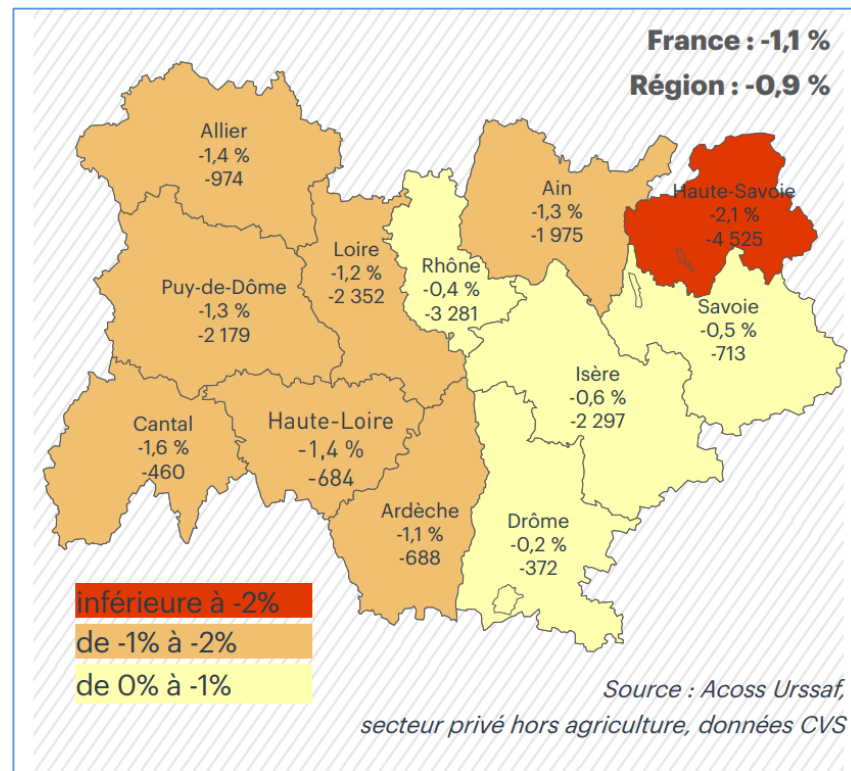 France : -1,1 %
Région : -0,9 %
Allier
-1,4 %
-974
Ain
-1,3 %
-1 975
Haute-Savoie
-2,1 %
-4 525
Loire
-1,2 %
-2 352
Rhône
-0,4 %
-3 281
Puy-de-Dôme
-1,3 %
-2 179
Savoie
-0,5 %
-713
Isère
-0,6 %
-2 297
Cantal
-1,6 %
-460
Haute-Loire
-1,4 %
-684
Ardèche
-1,1 %
-688
Drôme
-0,2 %
-372
inférieure à -2%
de -1% à -2%
de 0% à -1%
Source : Acoss Urssaf,
secteur privé hors agriculture, données CVS